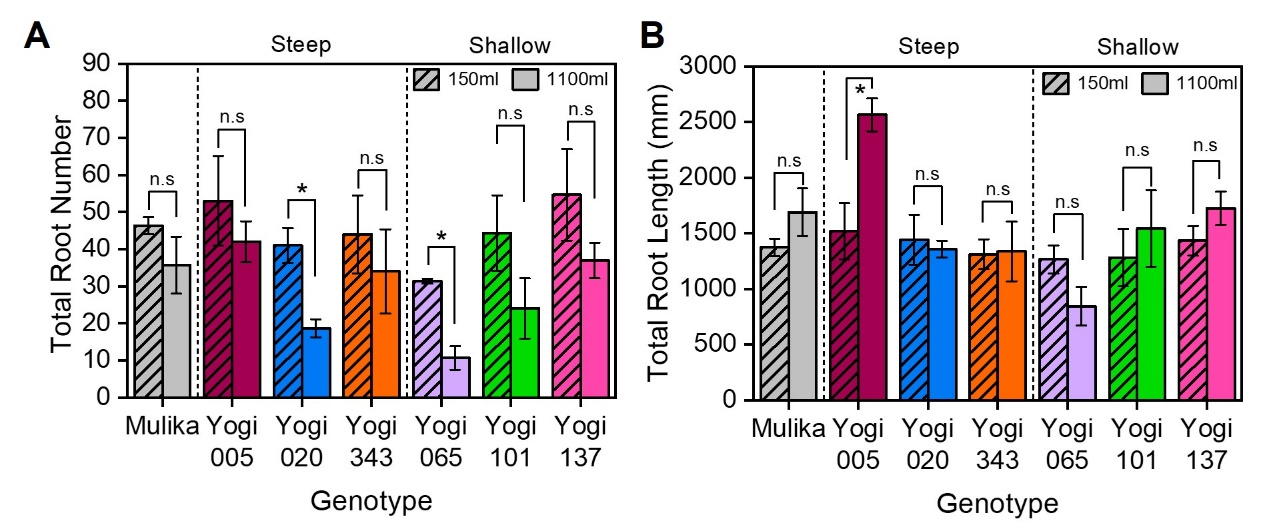 A
Steep
Shallow
Total Root Number
90
80
70
60
50
40
30
20
10
0
150ml
1100ml
n.s
n.s
*
n.s
*
n.s
n.s
Mulika
Yogi
005
Yogi
020
Yogi
343
Yogi
065
Yogi
101
Yogi
137
Genotype
B
Steep
Shallow
Total Root Length (mm)
3000
2500
2000
1500
1000
500
0
150ml
1100ml
n.s
*
n.s
n.s
n.s
n.s
n.s
Mulika
Yogi
005
Yogi
020
Yogi
343
Yogi
065
Yogi
101
Yogi
137
Genotype